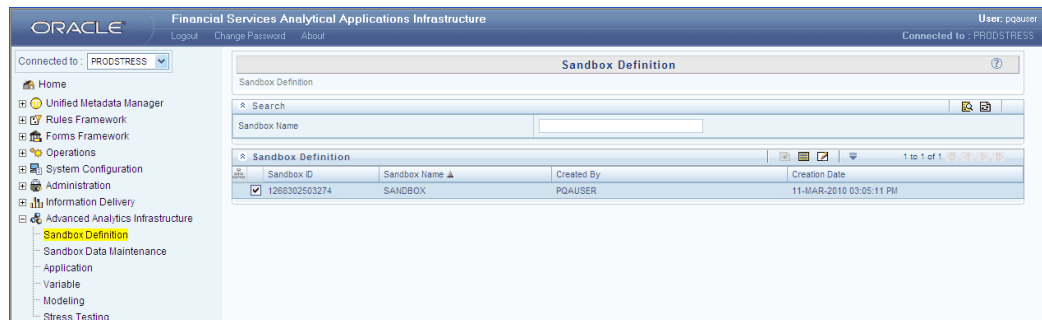 ORACLE
Financial Services Analytical Applications Infrastructure
User: pqauser
Logout Change Password About
Connected to : PRODSTRESS
Connected to : PRODSTRESS
Home
Unified Metadata Manager
Rules Framework
Forms Framework
Operations
System Configuration
Administration
Information Delivery
Advanced Analytics Infrastructure
Sandbox Definition
Sandbox Data Maintenance
Application
Variable
Modeling
Stress Testing
Sandbox Definition
Sandbox Definition
Search
Sandbox Name
Sandbox Definition
1 to 1 of 1
Sandbox ID Sandbox Name Created By Creation Date
1268302503274 SANDBOX PQAUSER 11-MAR-2010 03:05:11 PM